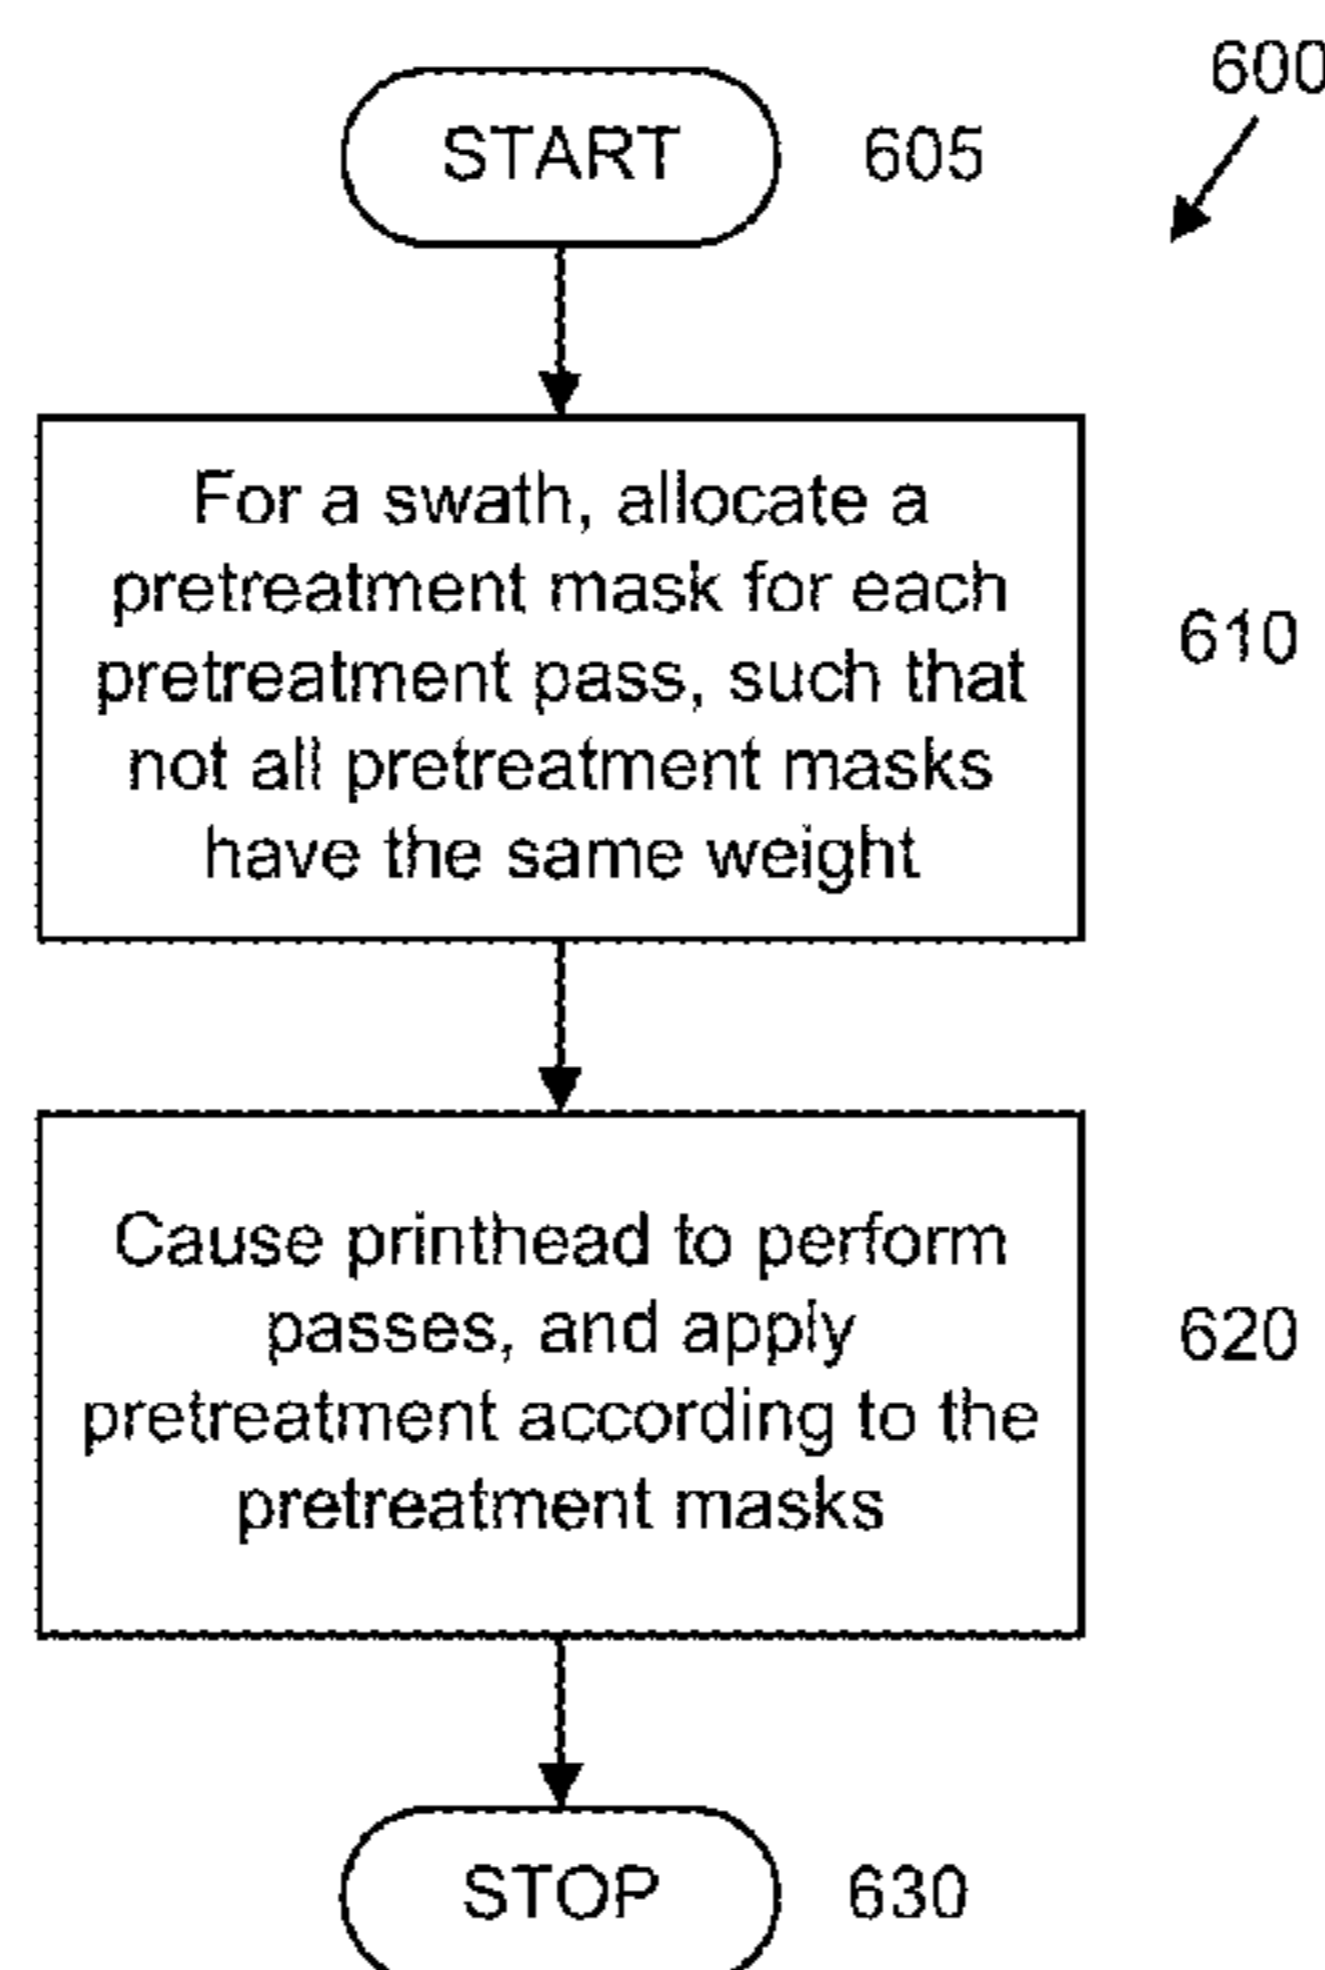 600
START
605
For a swath, allocate a
pretreatment mask for each
pretreatment pass, such that
not all pretreatment masks
have the same weight
610
Cause printhead to perform
passes, and apply
pretreatment according to the
pretreatment masks
620
STOP
630